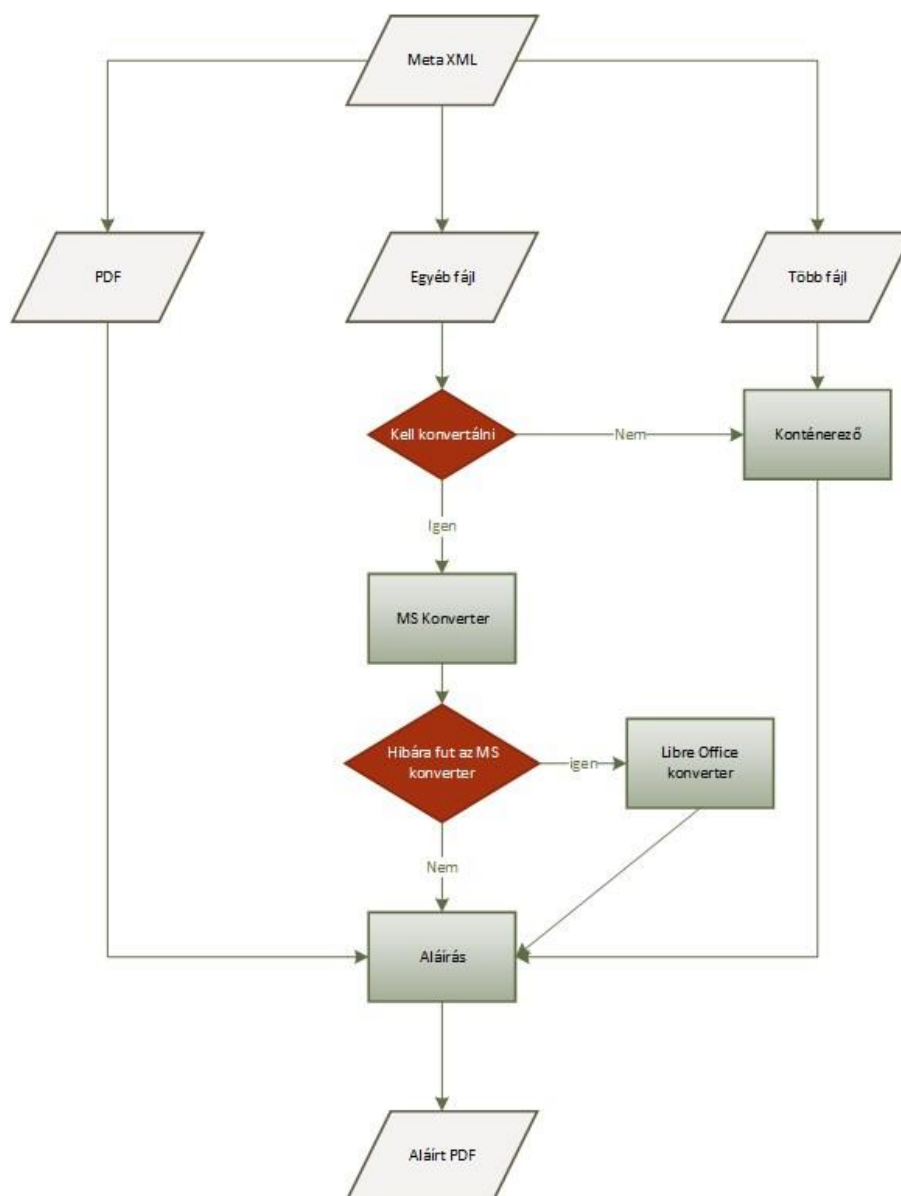 Meta XML
PDF
Egyéb fájl
Több fájl
Kell konvertálni
Nem
Konténerező
Igen
MS Konverter
Hibára fut az MS
konverter
igen
Libre Office
konverter
Nem
Aláírás
Aláírt PDF